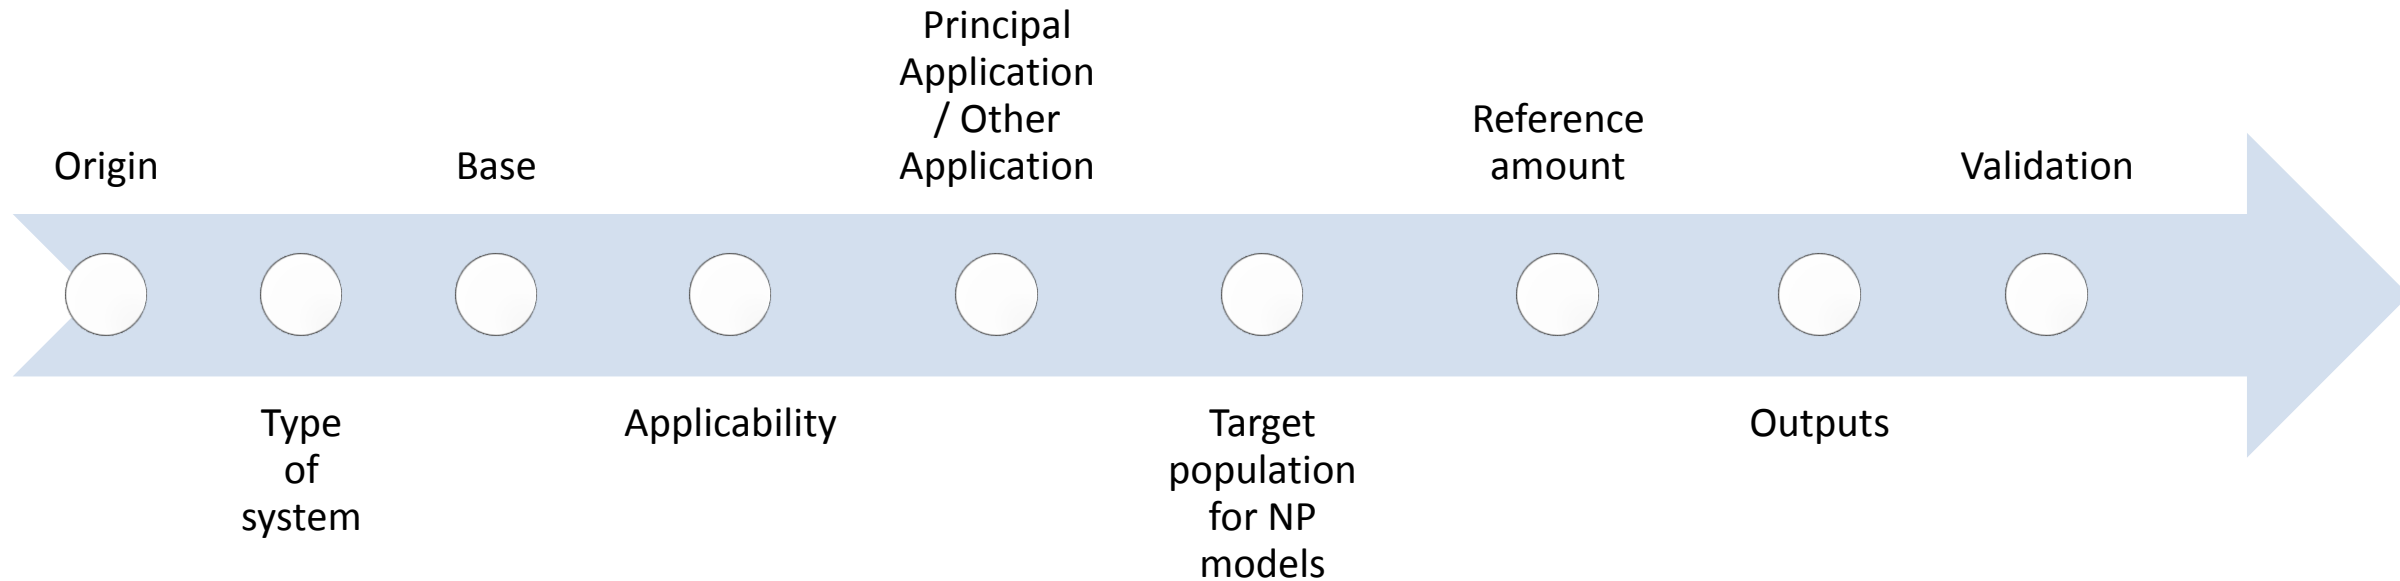 Origin
Type
of
system
Base
Applicability
Principal
Application
/ Other
Application
Target
population
for NP
models
Reference
amount
Outputs
Validation